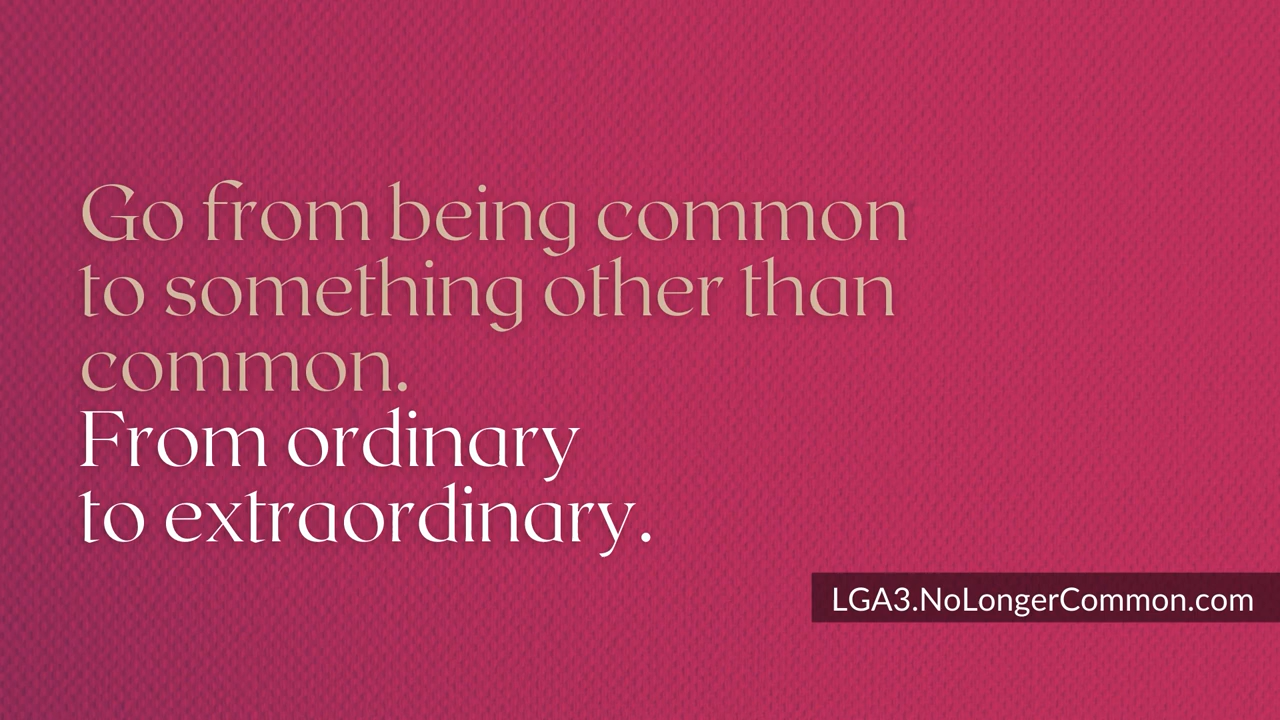 Go from being common
to something other than
common.
From ordinary
to extraordinary.
LGA3.NoLongerCommon.com